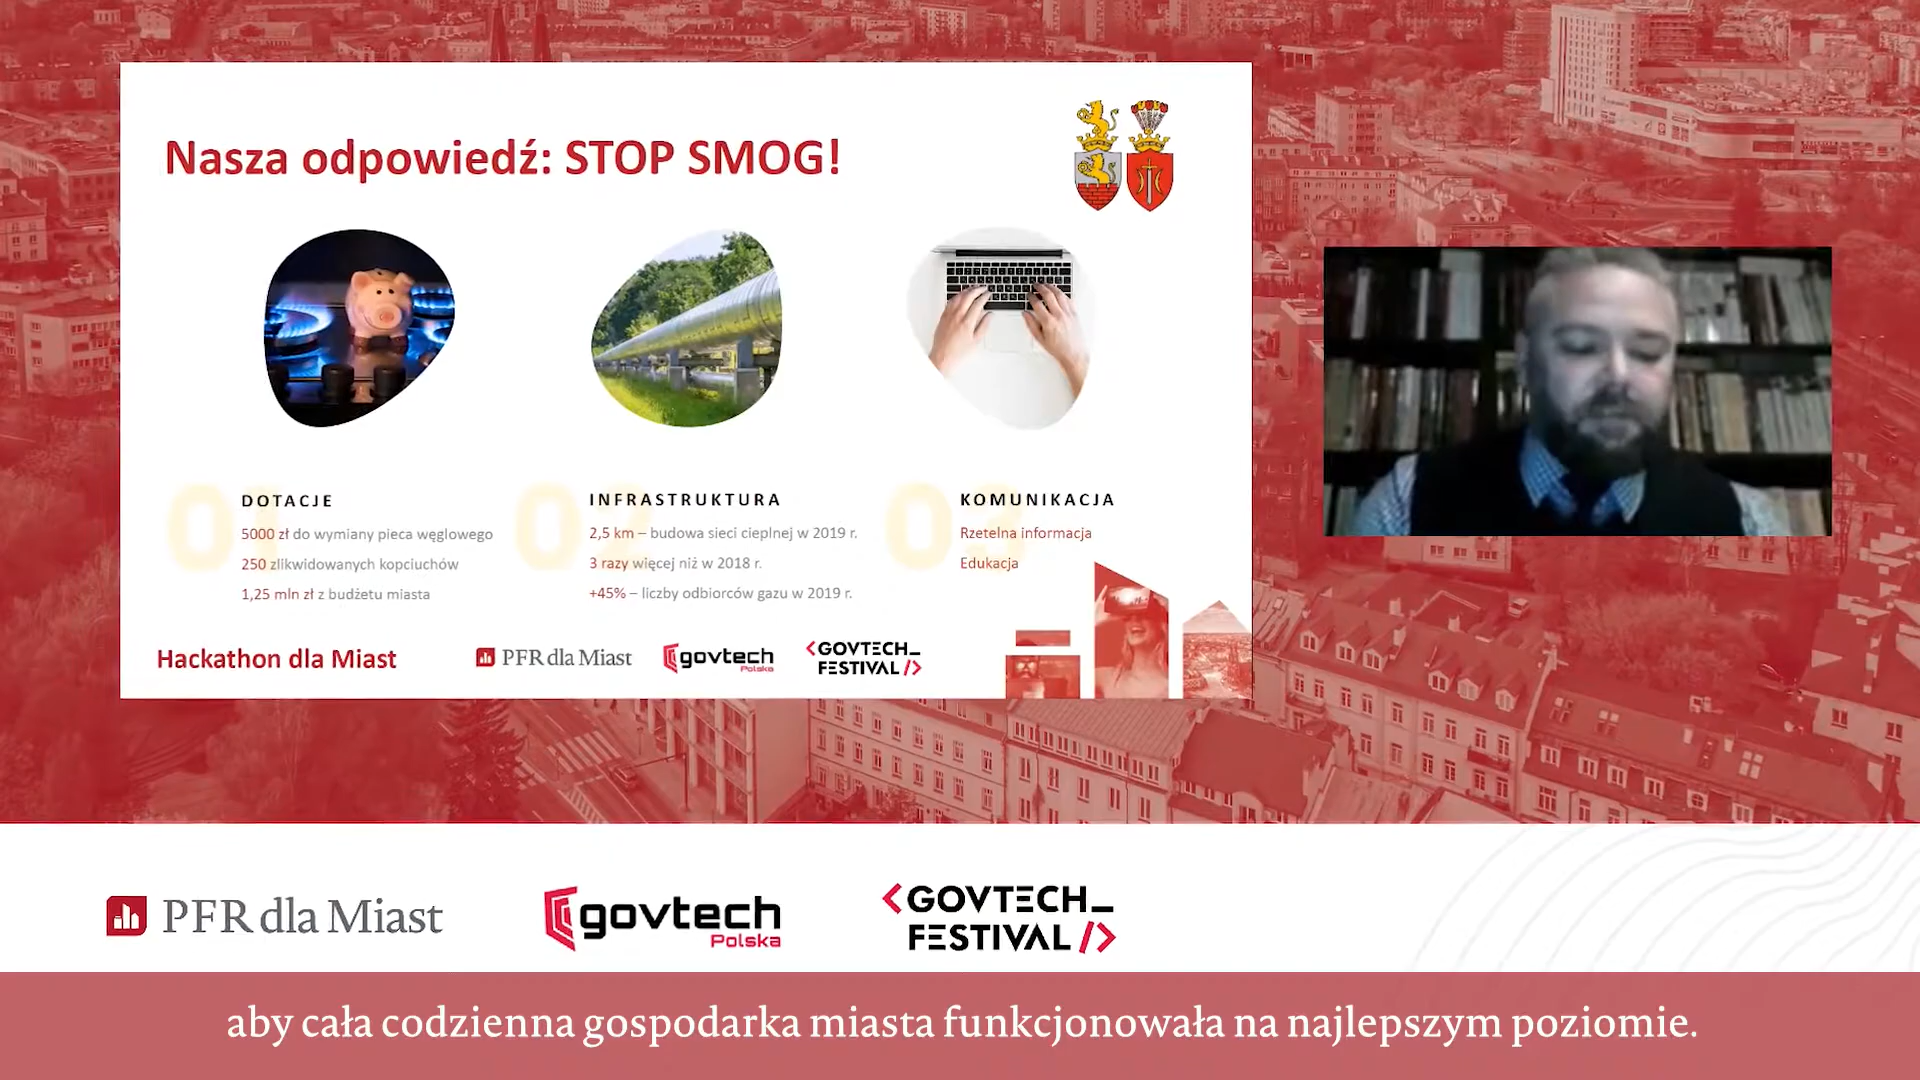 Nasza odpowiedź: STOP SMOG!
01
DOTACJE
5000 zł do wymiany pieca węglowego
250 zlikwidowanych kopciuchów
1,25 mln zł z budżetu miasta
02
INFRASTRUKTURA
2,5 km – budowa sieci cieplnej w 2019 r.
3 razy więcej niż w 2018 r.
+45% – liczby odbiorców gazu w 2019 r.
03
KOMUNIKACJA
Rzetelna informacja
Edukacja
Hackathon dla Miast
PFR dla Miast
govtech
Polska
<GOVTECH_
FESTIVAL/>
PFR dla Miast
govtech
Polska
<GOVTECH_
FESTIVAL/>
aby cała codzienna gospodarka miasta funkcjonowała na najlepszym poziomie.